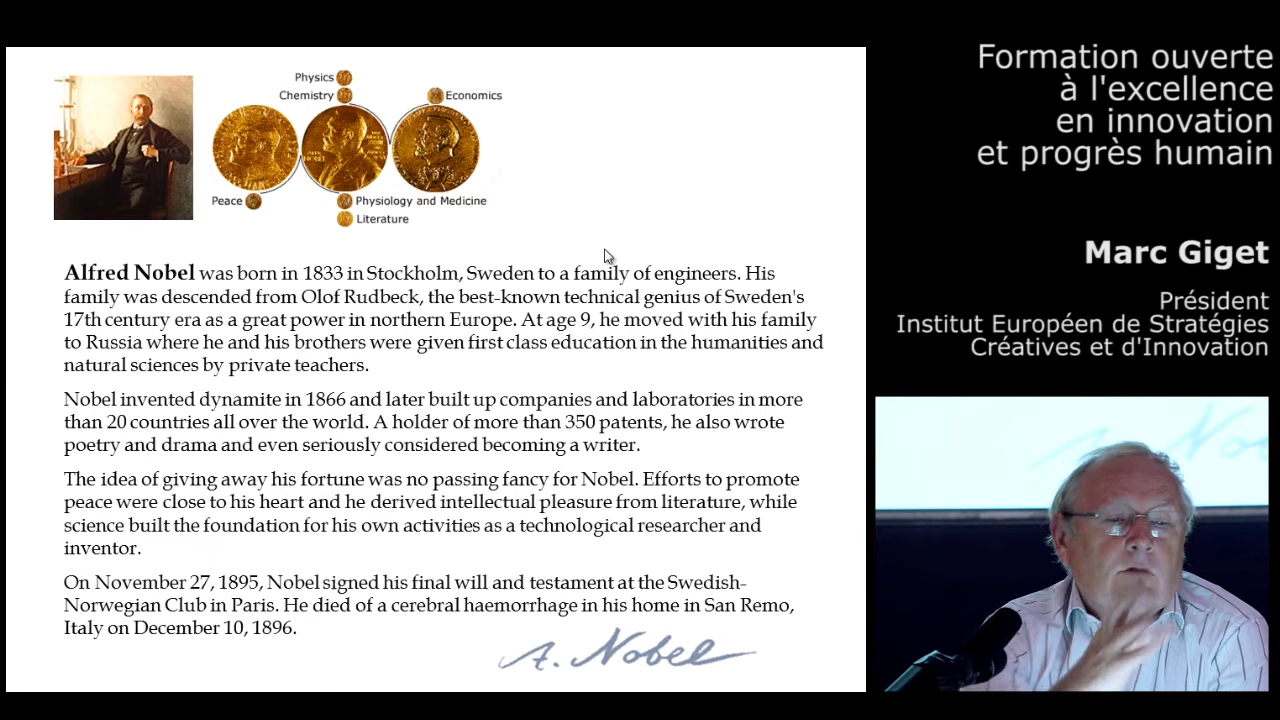 Physics
Chemistry
Economics
Peace
Physiology and Medicine
Literature
Alfred Nobel was born in 1833 in Stockholm, Sweden to a family of engineers. His
family was descended from Olof Rudbeck, the best-known technical genius of Sweden's
17th century era as a great power in northern Europe. At age 9, he moved with his family
to Russia where he and his brothers were given first class education in the humanities and
natural sciences by private teachers.
Nobel invented dynamite in 1866 and later built up companies and laboratories in more
than 20 countries all over the world. A holder of more than 350 patents, he also wrote
poetry and drama and even seriously considered becoming a writer.
The idea of giving away his fortune was no passing fancy for Nobel. Efforts to promote
peace were close to his heart and he derived intellectual pleasure from literature, while
science built the foundation for his own activities as a technological researcher and
inventor.
On November 27, 1895, Nobel signed his final will and testament at the Swedish-
Norwegian Club in Paris. He died of a cerebral haemorrhage in his home in San Remo,
Italy on December 10, 1896.
A. Nobel
Formation ouverte
à l'excellence
en innovation
et progrès humain
Marc Giget
Président
Institut Européen de Stratégies
Créatives et d'Innovation
A. No